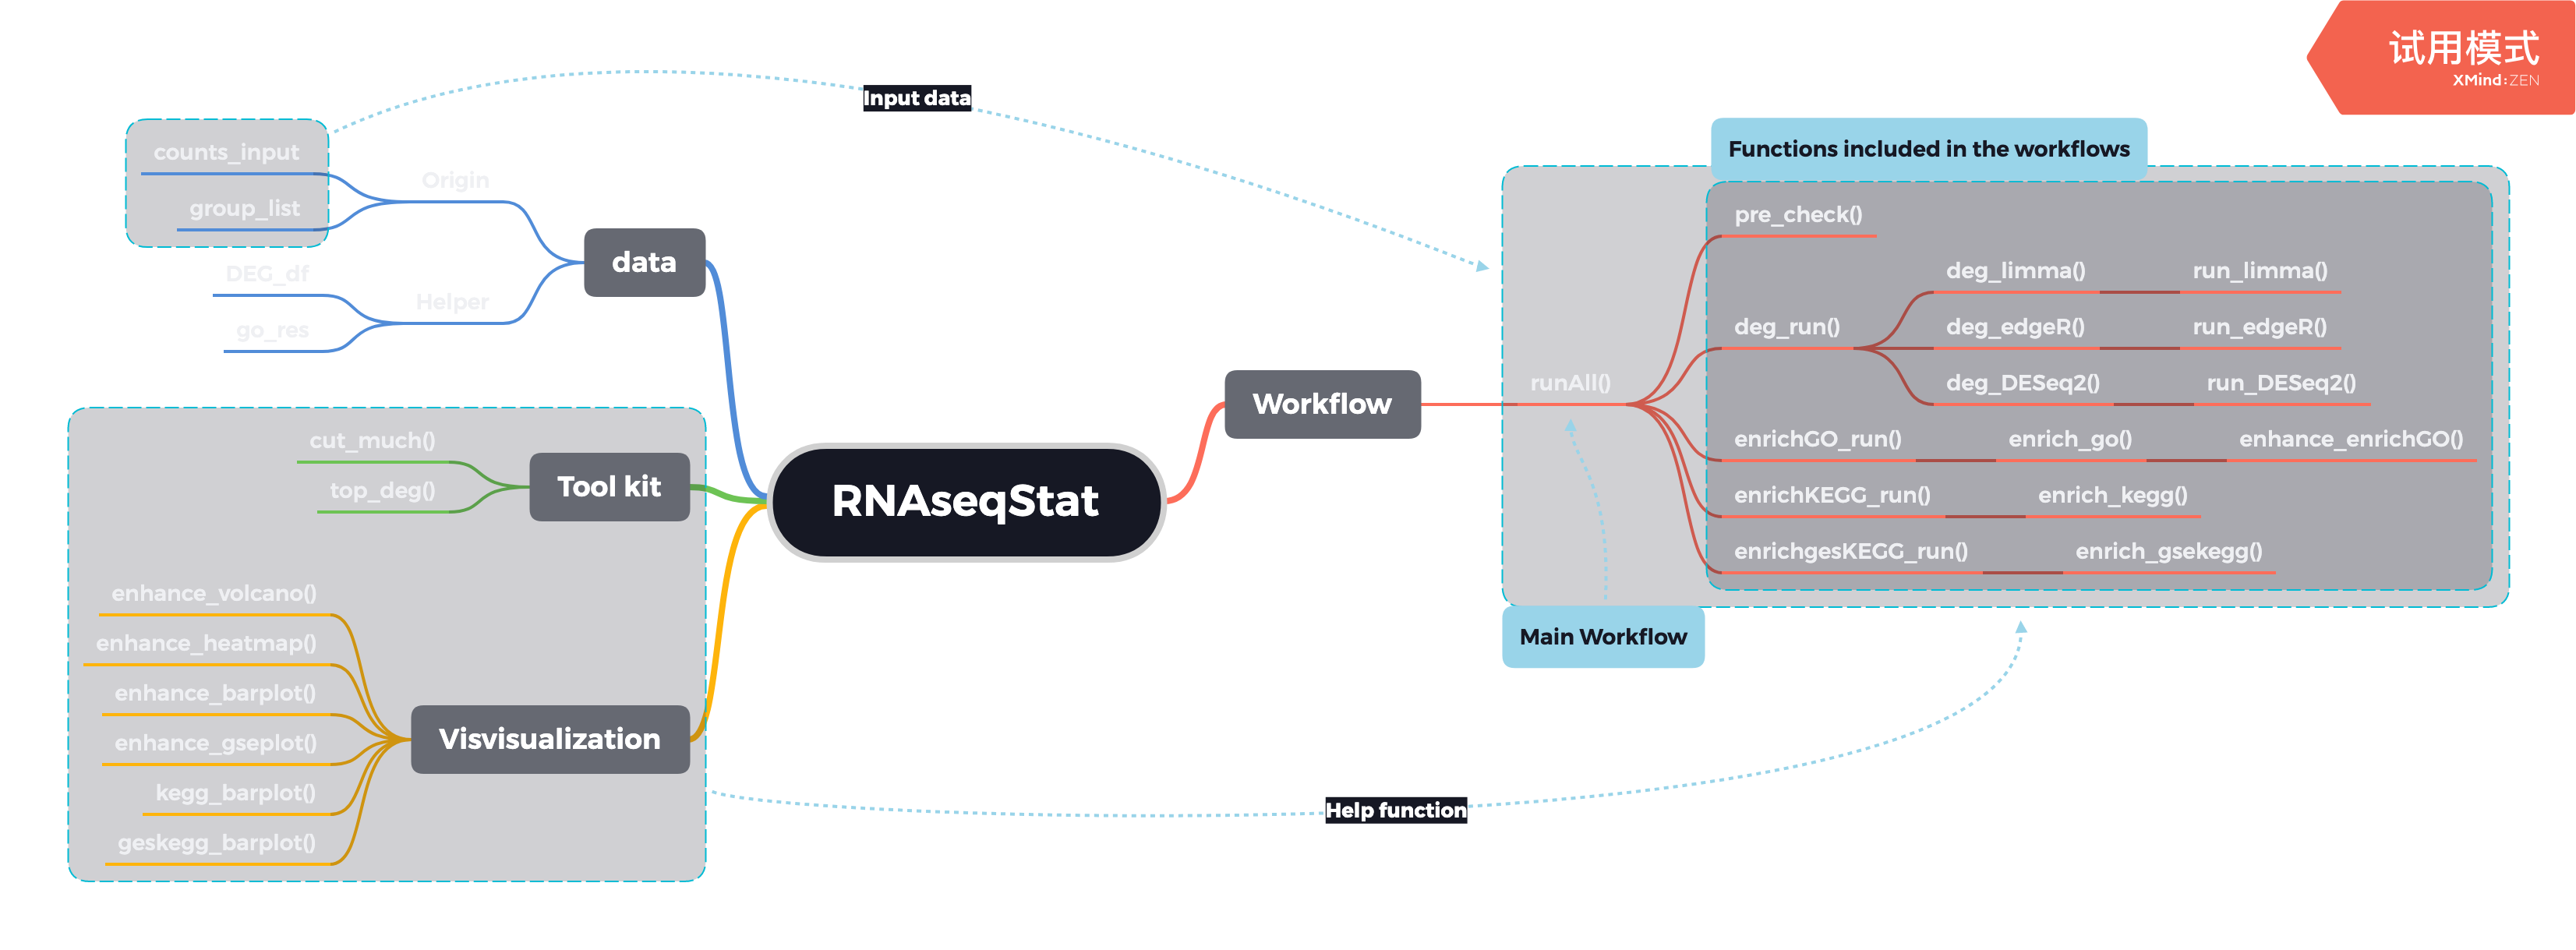 试用模式
XMind:ZEN
Input data
counts_input
Origin
group_list
data
DEG_df
Helper
go_res
cut_much()
Tool kit
top_deg()
RNAseqStat
enhance_volcano()
enhance_heatmap()
enhance_barplot()
Visvisualization
enhance_gseplot()
kegg_barplot()
geskegg_barplot()
Functions included in the workflows
pre_check()
deg_limma()
run_limma()
deg_run()
deg_edgeR()
run_edgeR()
runAll()
deg_DESeq2()
run_DESeq2()
Workflow
enrichGO_run()
enrich_go()
enhance_enrichGO()
enrichKEGG_run()
enrich_kegg()
enrichgesKEGG_run()
enrich_gsekegg()
Main Workflow
Help function